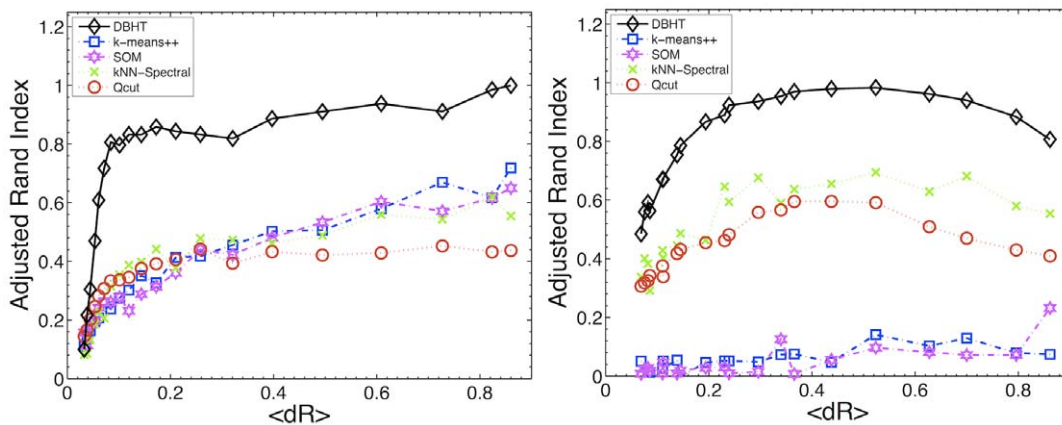 1.2
1
0.8
0.6
0.4
0.2
0
Adjusted Rand Index
DBHT
k-means++
SOM
kNN-Spectral
Qcut
0 0.2 0.4 0.6 0.8
<dR>
1.2
1
0.8
0.6
0.4
0.2
0
Adjusted Rand Index
DBHT
k-means++
SOM
kNN-Spectral
Qcut
0 0.2 0.4 0.6 0.8
<dR>